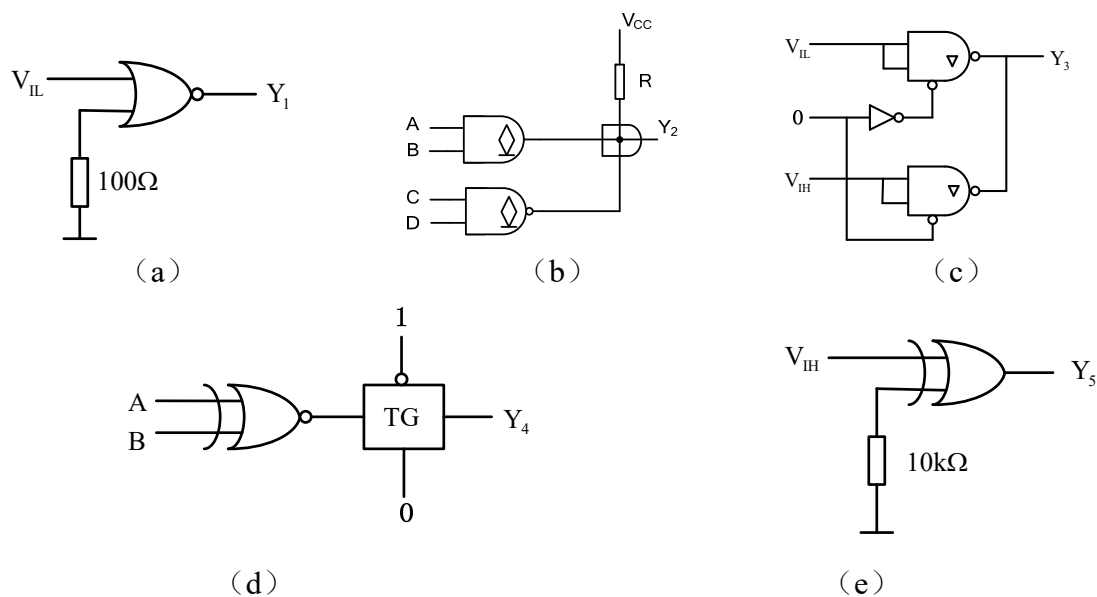 V_IL
Y_1
100Ω
（a）
V_CC
R
A
B
Y_2
C
D
（b）
V_IL
Y_3
0
V_IH
（c）
1
A
B
TG
Y_4
0
（d）
V_IH
Y_5
10kΩ
（e）